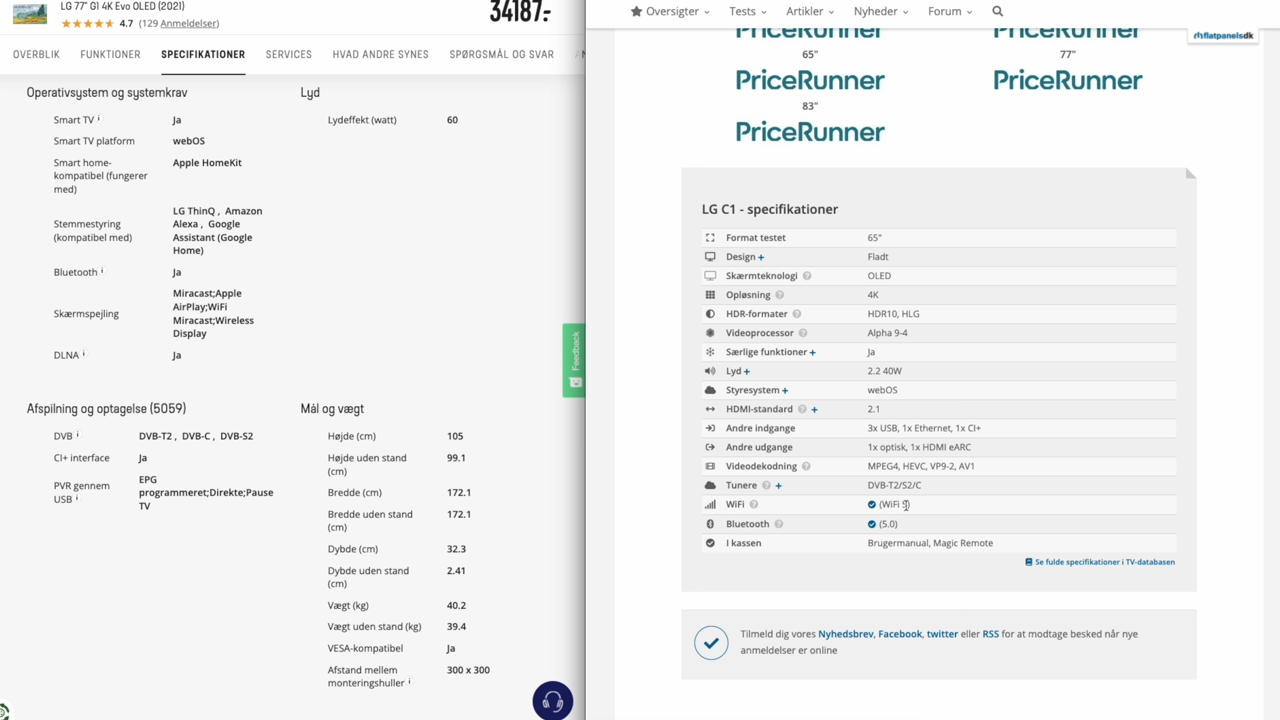 LG 77" G1 4K Evo OLED (2021)
4.7 (129 Anmeldelser)
34187.-
OVERBLIK FUNKTIONER SPECIFIKATIONER SERVICES HVAD ANDRE SYNES SPØRGSMÅL OG SVAR
Operativsystem og systemkrav
Smart TV i Ja
Smart TV platform webOS
Smart home-
kompatibel (fungerer
med)
Apple HomeKit
Stemmestyring
(kompatibel med)
LG ThinQ , Amazon
Alexa , Google
Assistant (Google
Home)
Bluetooth i Ja
Skærmspejling
Miracast;Apple
AirPlay;WiFi
Miracast;Wireless
Display
DLNA i Ja
Lyd
Lydeffekt (watt) 60
Afspilning og optagelse (5059)
DVB i DVB-T2 , DVB-C , DVB-S2
CI+ interface Ja
PVR gennem
USB i
EPG
programmeret;Direkte;Pause
TV
Mål og vægt
Højde (cm) 105
Højde uden stand
(cm)
99.1
Bredde (cm) 172.1
Bredde uden stand
(cm)
172.1
Dybde (cm) 32.3
Dybde uden stand
(cm)
2.41
Vægt (kg) 40.2
Vægt uden stand (kg) 39.4
VESA-kompatibel Ja
Afstand mellem
monteringshuller i
300 x 300
Feedback
Oversigter Tests Artikler Nyheder Forum
flatpanelsdk
PriceRunner PriceRunner
65" 77"
PriceRunner PriceRunner
83"
PriceRunner
LG C1 - specifikationer
Format testet 65"
Design + Fladt
Skærmteknologi ? OLED
Opløsning ? 4K
HDR-formater ? HDR10, HLG
Videoprocessor ? Alpha 9-4
Særlige funktioner + Ja
Lyd + 2.2 40W
Styresystem + webOS
HDMI-standard ? + 2.1
Andre indgange 3x USB, 1x Ethernet, 1x CI+
Andre udgange 1x optisk, 1x HDMI eARC
Videodekodning ? MPEG4, HEVC, VP9-2, AV1
Tunere ? + DVB-T2/S2/C
WiFi ? (WiFi 5)
Bluetooth ? (5.0)
I kassen Brugermanual, Magic Remote
Se fulde specifikationer i TV-databasen
Tilmeld dig vores Nyhedsbrev, Facebook, twitter eller RSS for at modtage besked når nye
anmeldelser er online